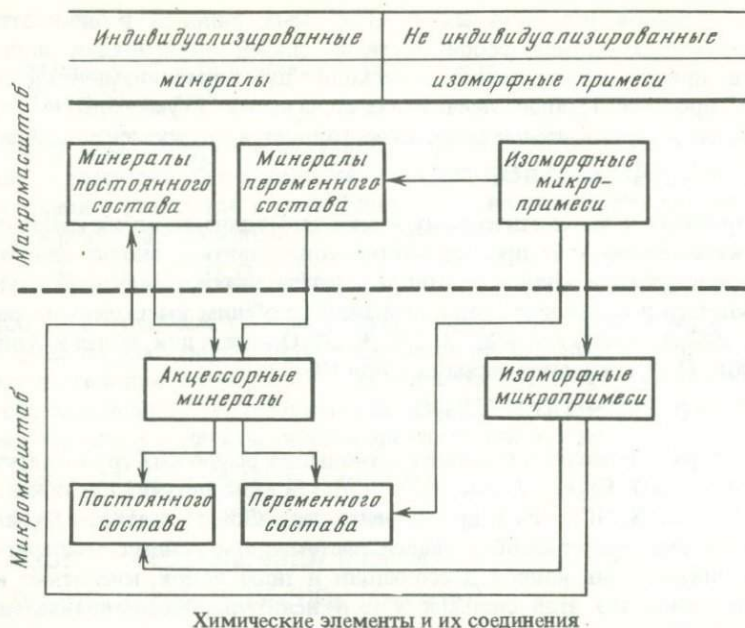 Индивидуализированные
Не индивидуализированные
минералы
изоморфные примеси
Макромасштаб
Минералы
постоянного
состава
Минералы
переменного
состава
Изоморфные
микро-
примеси
Микромасштаб
Акцессорные
минералы
Изоморфные
микропримеси
Постоянного
состава
Переменного
состава
Химические элементы и их соединения